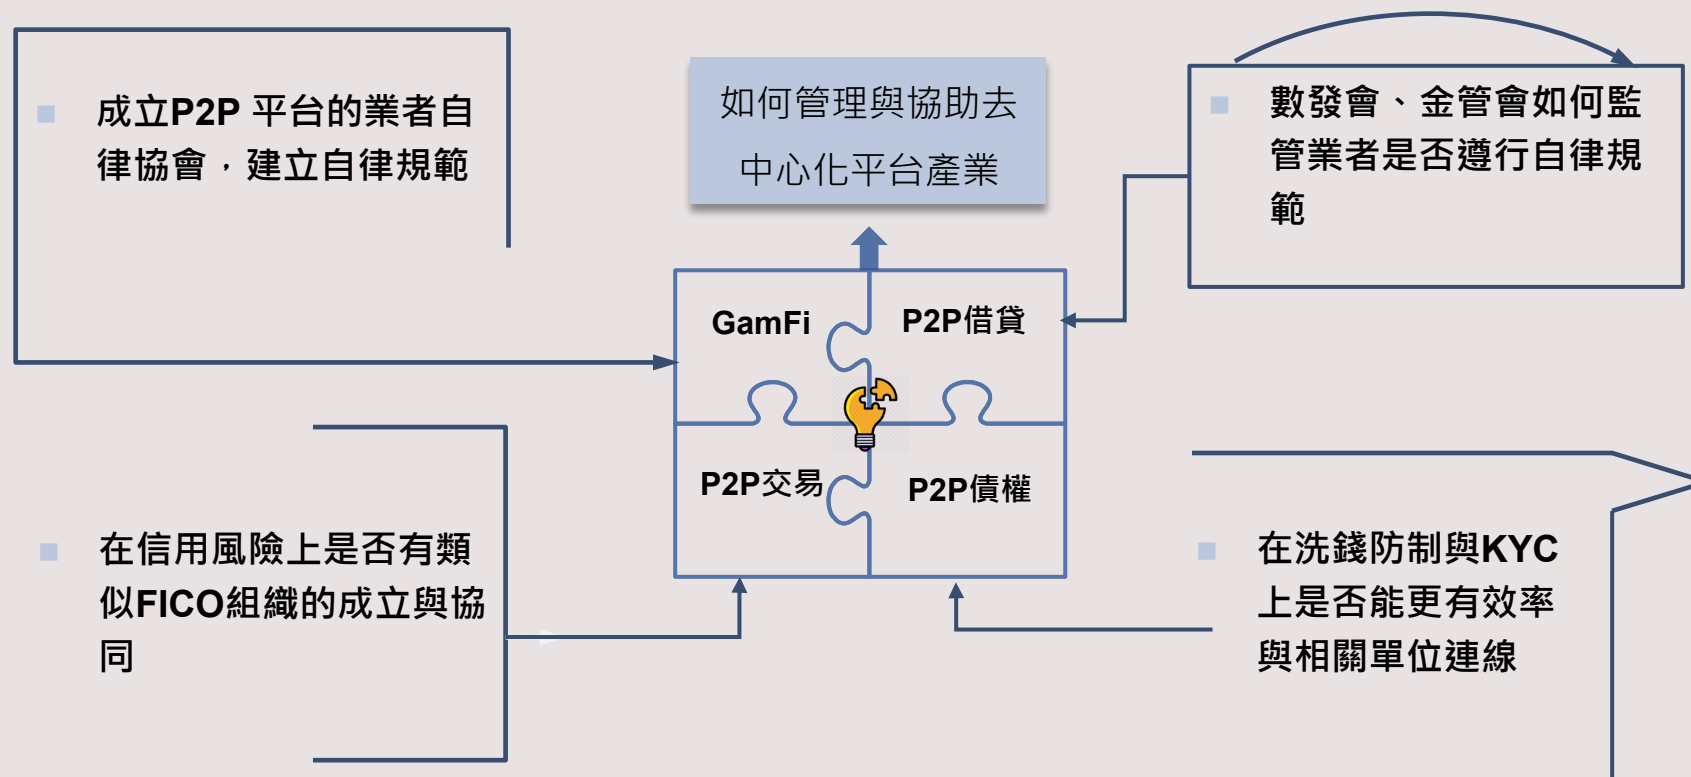 如何管理與協助去
中心化平台產業
成立P2P 平台的業者自
律協會，建立自律規範
數發會、金管會如何監
管業者是否遵行自律規
範
GamFi
P2P借貸
P2P交易
P2P債權
在信用風險上是否有類
似FICO組織的成立與協
同
在洗錢防制與KYC
上是否能更有效率
與相關單位連線